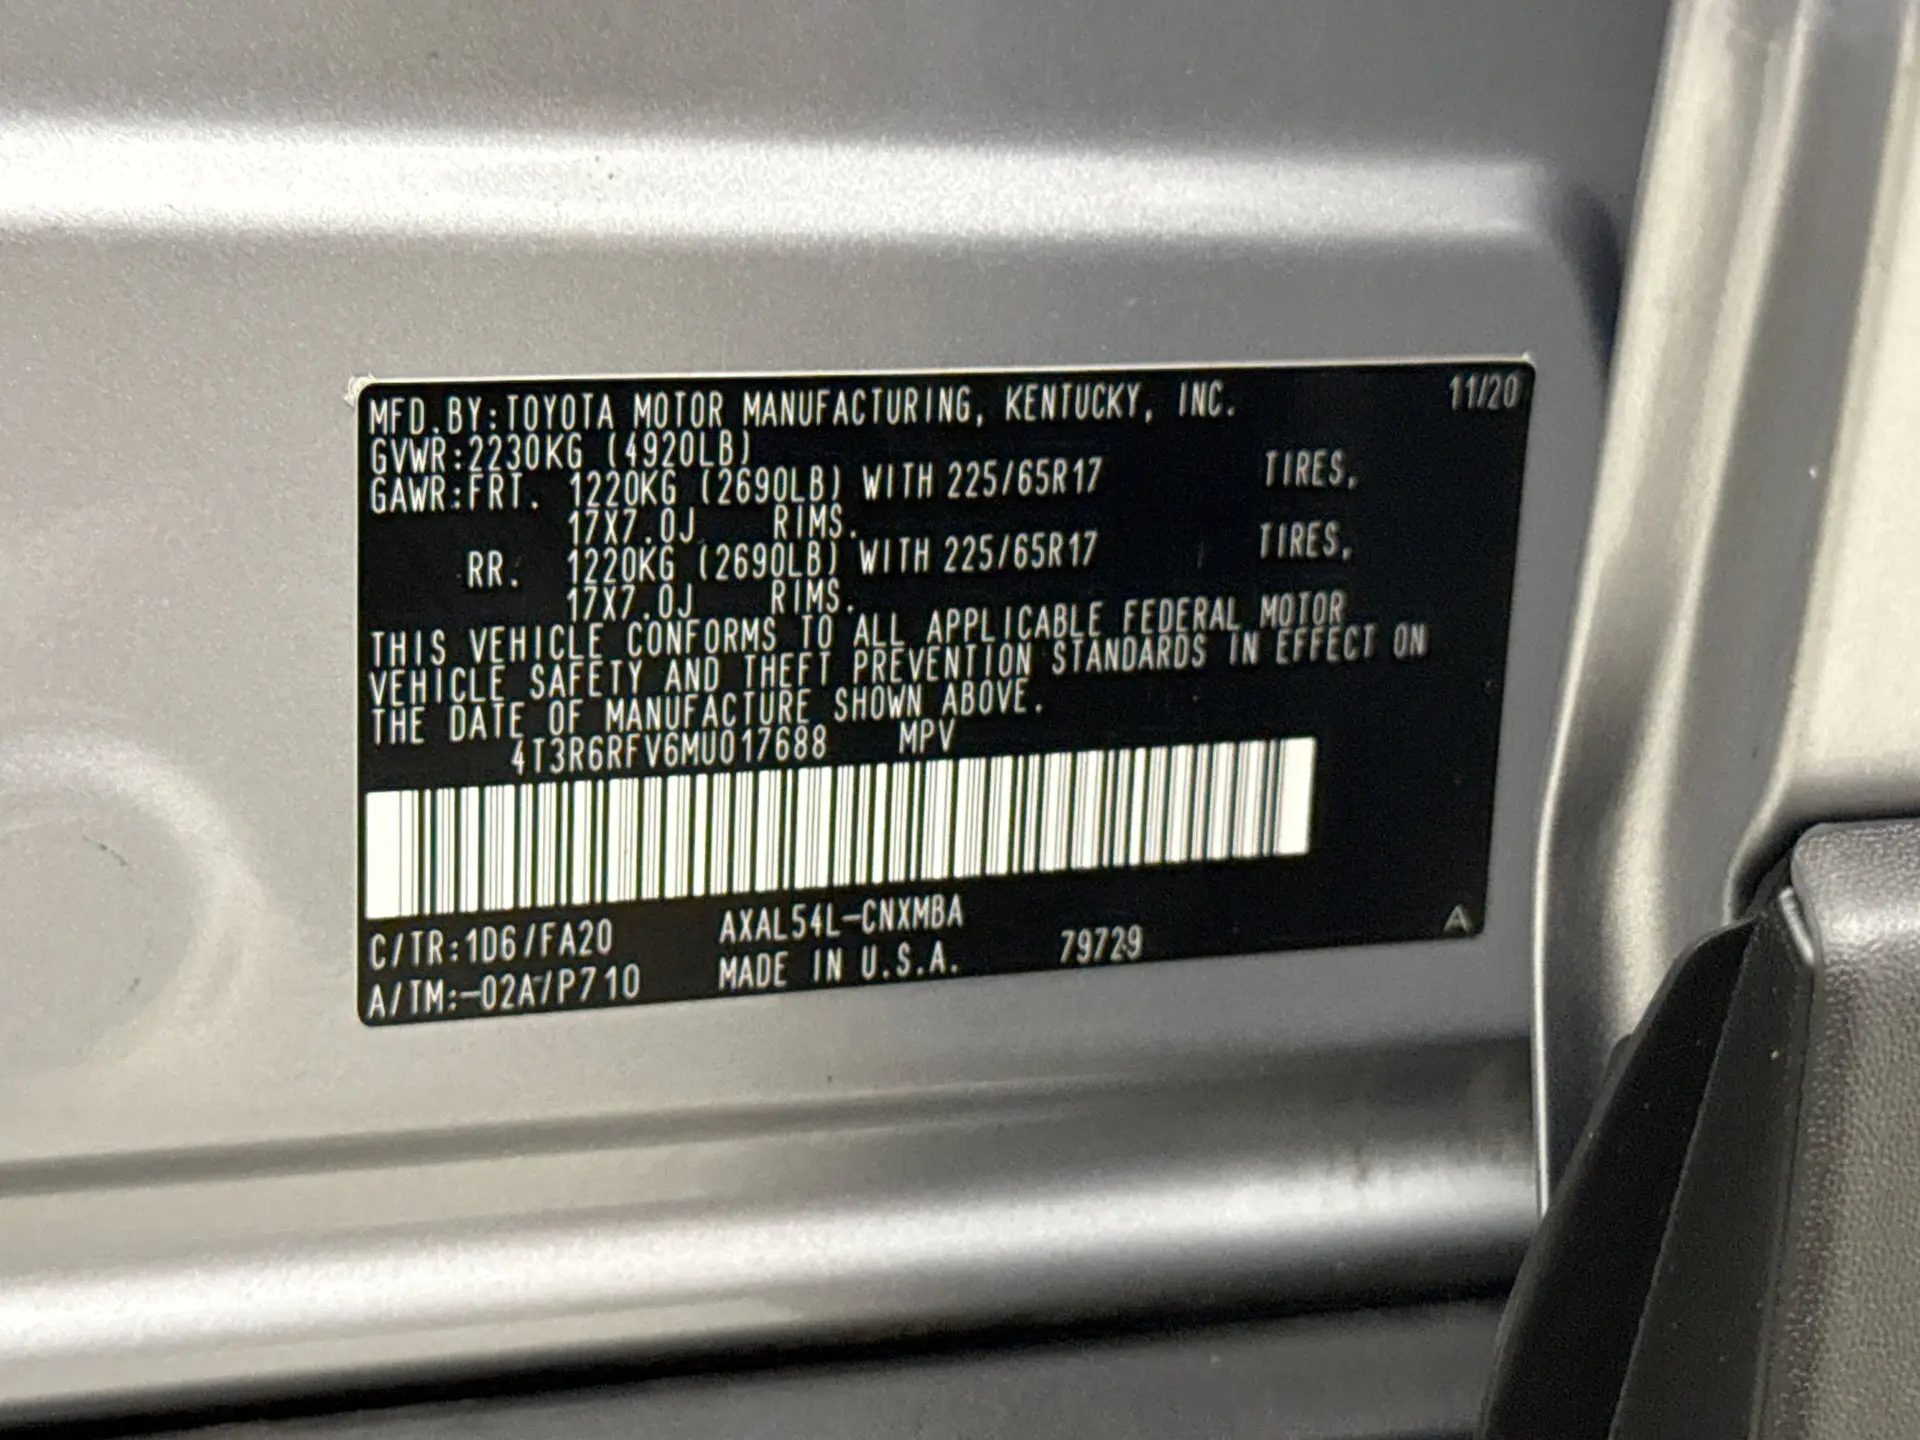 MFD.BY:TOYOTA MOTOR MANUFACTURING, KENTUCKY, INC. 11/20
GVWR:2230KG (4920LB)
GAWR:FRT. 1220KG (2690LB) WITH 225/65R17 TIRES,
17X7.0J RIMS.
RR. 1220KG (2690LB) WITH 225/65R17 TIRES,
17X7.0J RIMS.
THIS VEHICLE CONFORMS TO ALL APPLICABLE FEDERAL MOTOR
VEHICLE SAFETY AND THEFT PREVENTION STANDARDS IN EFFECT ON
THE DATE OF MANUFACTURE SHOWN ABOVE.
4T3R6RFV6MU017688 MPV
C/TR:1D6/FA20 AXAL54L-CNXMBA A
A/TM:-02A/P710 MADE IN U.S.A. 79729